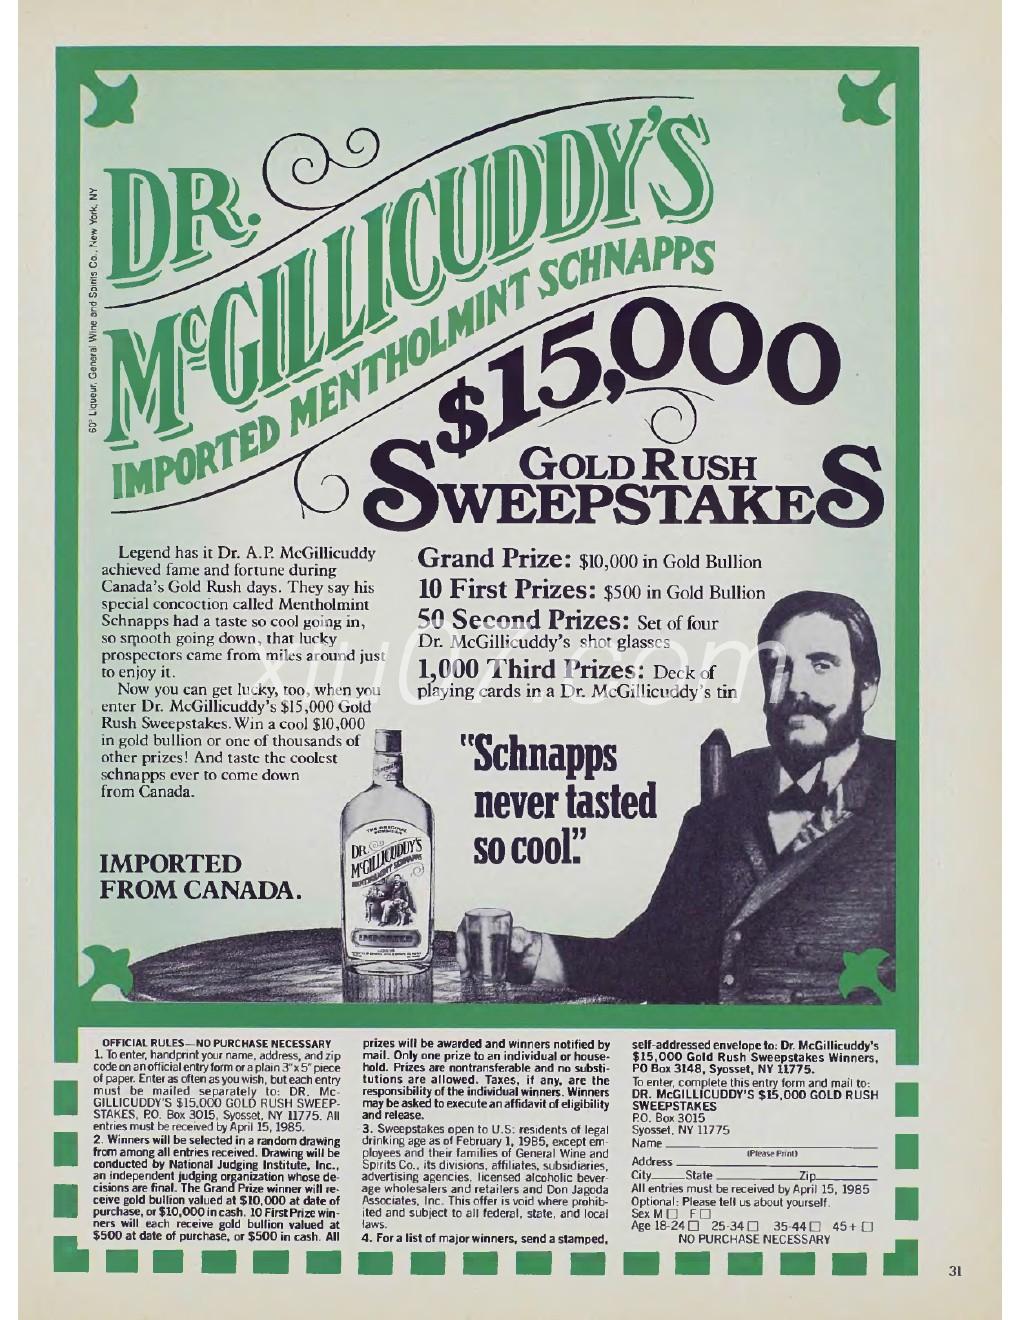 DR.
McGILLICUDDY'S
IMPORTED MENTHOLMINT SCHNAPPS
60° Liqueur, General Wine and Spirits Co., New York, NY
$15,000
GOLD RUSH
SWEEPSTAKES
Legend has it Dr. A.P. McGillicuddy
achieved fame and fortune during
Canada's Gold Rush days. They say his
special concoction called Mentholmint
Schnapps had a taste so cool going in,
so smooth going down, that lucky
prospectors came from miles around just
to enjoy it.
Now you can get lucky, too, when you
enter Dr. McGillicuddy's $15,000 Gold
Rush Sweepstakes. Win a cool $10,000
in gold bullion or one of thousands of
other prizes! And taste the coolest
schnapps ever to come down
from Canada.
IMPORTED
FROM CANADA.
Grand Prize: $10,000 in Gold Bullion
10 First Prizes: $500 in Gold Bullion
50 Second Prizes: Set of four
Dr. McGillicuddy's shot glasses
1,000 Third Prizes: Deck of
playing cards in a Dr. McGillicuddy's tin
"Schnapps
never tasted
so cool."
DR.
McGILLICUDDY'S
MENTHOLMINT SCHNAPPS
IMPORTED
OFFICIAL RULES—NO PURCHASE NECESSARY
1. To enter, handprint your name, address, and zip
code on an official entry form or a plain 3"x 5" piece
of paper. Enter as often as you wish, but each entry
must be mailed separately to: DR. Mc-
GILLICUDDY'S $15,000 GOLD RUSH SWEEP-
STAKES, P.O. Box 3015, Syosset, NY 11775. All
entries must be received by April 15, 1985.
2. Winners will be selected in a random drawing
from among all entries received. Drawing will be
conducted by National Judging Institute, Inc.,
an independent judging organization whose de-
cisions are final. The Grand Prize winner will re-
ceive gold bullion valued at $10,000 at date of
purchase, or $10,000 in cash. 10 First Prize win-
ners will each receive gold bullion valued at
$500 at date of purchase, or $500 in cash. All
prizes will be awarded and winners notified by
mail. Only one prize to an individual or house-
hold. Prizes are nontransferable and no substi-
tutions are allowed. Taxes, if any, are the
responsibility of the individual winners. Winners
may be asked to execute an affidavit of eligibility
and release.
3. Sweepstakes open to U.S. residents of legal
drinking age as of February 1, 1985, except em-
ployees and their families of General Wine and
Spirits Co., its divisions, affiliates, subsidiaries,
advertising agencies, licensed alcoholic bever-
age wholesalers and retailers and Don Jagoda
Associates, Inc. This offer is void where prohib-
ited and subject to all federal, state, and local
laws.
4. For a list of major winners, send a stamped,
self-addressed envelope to: Dr. McGillicuddy's
$15,000 Gold Rush Sweepstakes Winners,
PO Box 3148, Syosset, NY 11775.
To enter, complete this entry form and mail to:
DR. McGILLICUDDY'S $15,000 GOLD RUSH
SWEEPSTAKES
P.O. Box 3015
Syosset, NY 11775
Name
(Please Print)
Address
City State Zip
All entries must be received by April 15, 1985
Optional: Please tell us about yourself.
Sex M □ F □
Age 18-24 □ 25-34 □ 35-44 □ 45+ □
NO PURCHASE NECESSARY
31